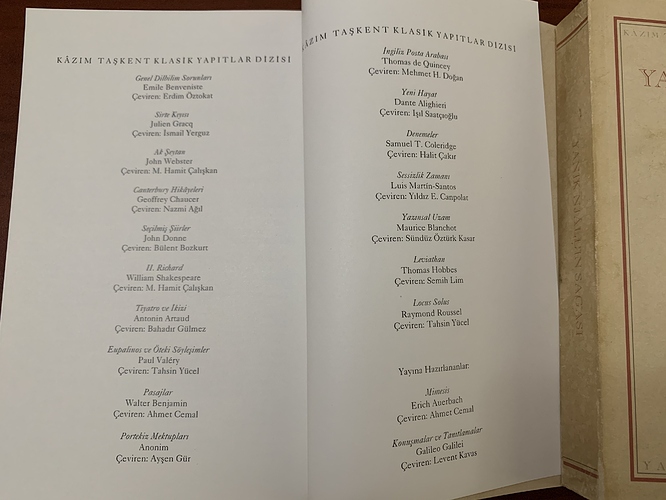 KÂZIM TAŞKENT KLASİK YAPITLAR DİZİSİ
Genel Dilbilim Sorunları
Emile Benveniste
Çeviren: Erdim Öztokat
Sirte Kıyısı
Julien Gracq
Çeviren: İsmail Yerguz
Ak Şeytan
John Webster
Çeviren: M. Hamit Çalışkan
Canterbury Hikâyeleri
Geoffrey Chaucer
Çeviren: Nazmi Ağıl
Seçilmiş Şiirler
John Donne
Çeviren: Bülent Bozkurt
II. Richard
William Shakespeare
Çeviren: M. Hamit Çalışkan
Tiyatro ve İkizi
Antonin Artaud
Çeviren: Bahadır Gülmez
Eupalinos ve Öteki Söyleşimler
Paul Valéry
Çeviren: Tahsin Yücel
Pasajlar
Walter Benjamin
Çeviren: Ahmet Cemal
Portekiz Mektupları
Anonim
Çeviren: Ayşen Gür
KÂZIM TAŞKENT KLASİK YAPITLAR DİZİSİ
İngiliz Posta Arabası
Thomas de Quincey
Çeviren: Mehmet H. Doğan
Yeni Hayat
Dante Alighieri
Çeviren: Işıl Saatçıoğlu
Denemeler
Samuel T. Coleridge
Çeviren: Halit Çakır
Sessizlik Zamanı
Luis Martín-Santos
Çeviren: Yıldız E. Canpolat
Yazınsal Uzam
Maurice Blanchot
Çeviren: Sündüz Öztürk Kasar
Leviathan
Thomas Hobbes
Çeviren: Semih Lim
Locus Solus
Raymond Roussel
Çeviren: Tahsin Yücel
Yayına Hazırlananlar:
Mimesis
Erich Auerbach
Çeviren: Ahmet Cemal
Konuşmalar ve Tanıtlamalar
Galileo Galilei
Çeviren: Levent Kavas
YANIK NJALL'IN SAGASI
KÂZIM T
YA
YA